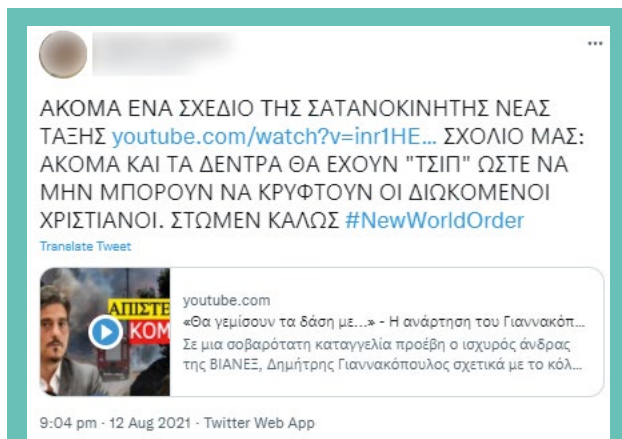 ΑΚΟΜΑ ΕΝΑ ΣΧΕΔΙΟ ΤΗΣ ΣΑΤΑΝΟΚΙΝΗΤΗΣ ΝΕΑΣ
ΤΑΞΗΣ youtube.com/watch?v=inr1HE... ΣΧΟΛΙΟ ΜΑΣ:
ΑΚΟΜΑ ΚΑΙ ΤΑ ΔΕΝΤΡΑ ΘΑ ΕΧΟΥΝ "ΤΣΙΠ" ΩΣΤΕ ΝΑ
ΜΗΝ ΜΠΟΡΟΥΝ ΝΑ ΚΡΥΦΤΟΥΝ ΟΙ ΔΙΩΚΟΜΕΝΟΙ
ΧΡΙΣΤΙΑΝΟΙ. ΣΤΩΜΕΝ ΚΑΛΩΣ #NewWorldOrder
Translate Tweet
ΑΠΙΣΤΕ
ΚΟΜ
youtube.com
«Θα γεμίσουν τα δάση με...» - Η ανάρτηση του Γιαννακόπ...
Σε μια σοβαρότατη καταγγελία προέβη ο ισχυρός άνδρας
της ΒΙΑΝΕΞ, Δημήτρης Γιαννακόπουλος σχετικά με το κόλ...
9:04 pm · 12 Aug 2021 · Twitter Web App